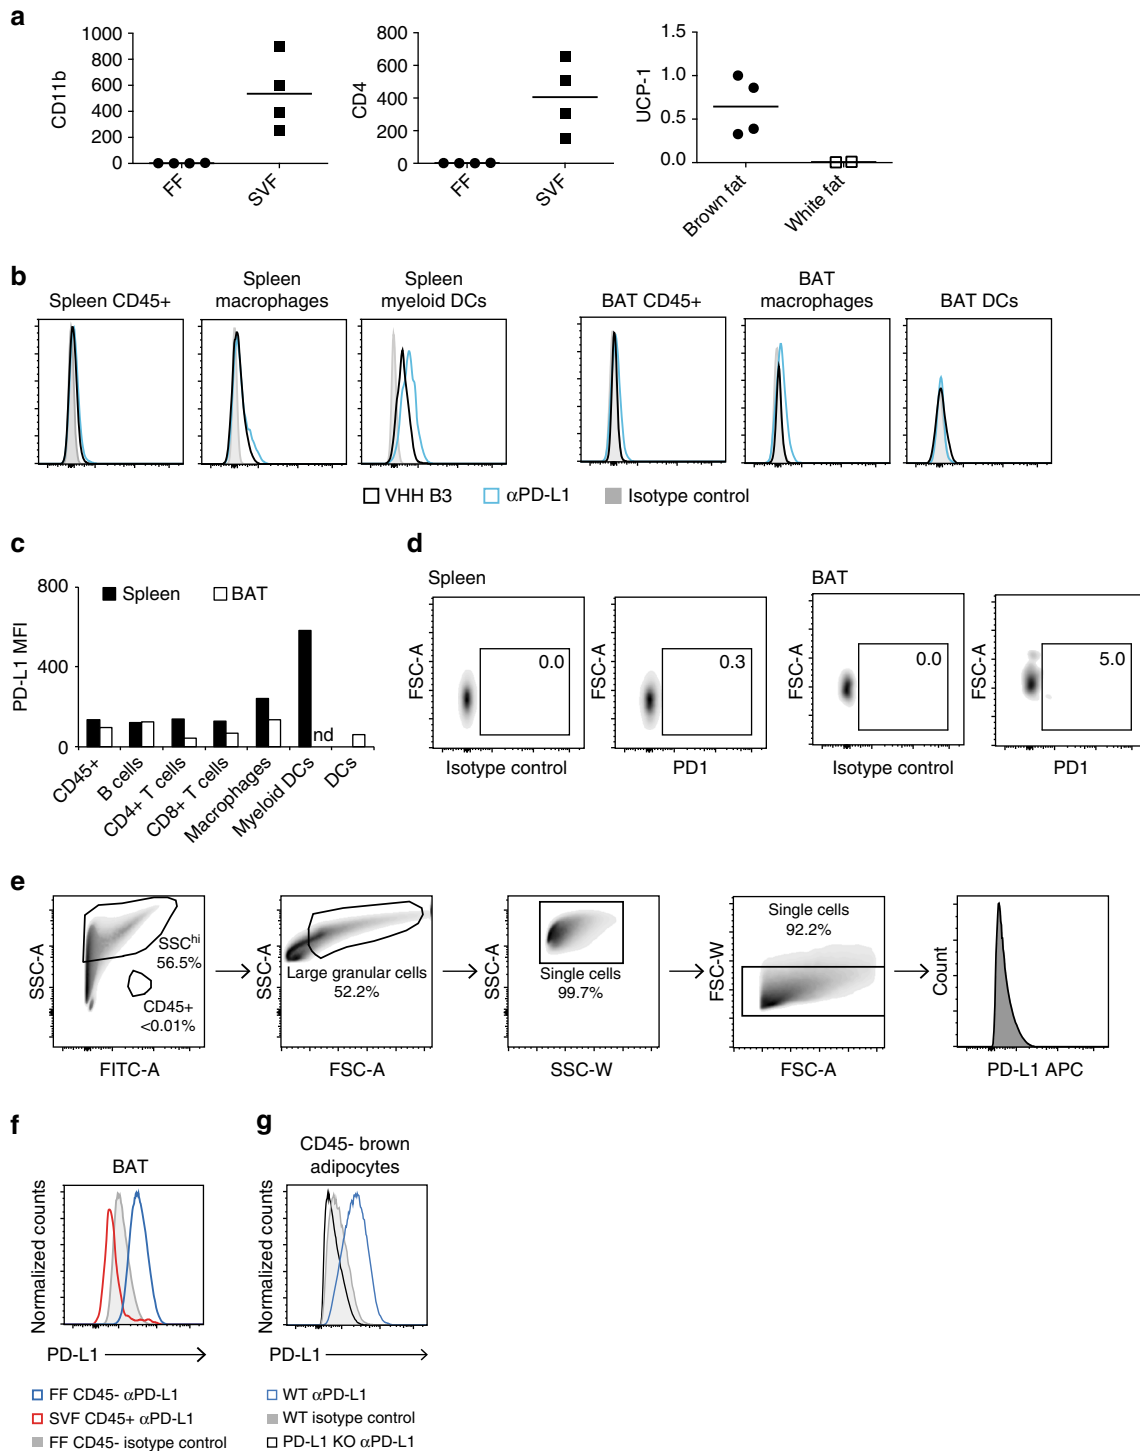 a
1000
800
600
400
200
0
CD11b
FF
SVF
800
600
400
200
0
CD4
FF
SVF
1.5
1.0
0.5
0.0
UCP-1
Brown fat
White fat
b
Spleen CD45+
Spleen
macrophages
Spleen
myeloid DCs
BAT CD45+
BAT
macrophages
BAT DCs
VHH B3
αPD-L1
Isotype control
c
800
400
0
PD-L1 MFI
Spleen
BAT
nd
CD45+
B cells
CD4+ T cells
CD8+ T cells
Macrophages
Myeloid DCs
DCs
d
Spleen
FSC-A
0.0
Isotype control
FSC-A
0.3
PD1
BAT
FSC-A
0.0
Isotype control
FSC-A
5.0
PD1
e
SSC-A
SSChi
56.5%
CD45+
<0.01%
FITC-A
SSC-A
Large granular cells
52.2%
FSC-A
SSC-A
Single cells
99.7%
SSC-W
FSC-W
Single cells
92.2%
FSC-A
Count
PD-L1 APC
f
BAT
Normalized counts
PD-L1
FF CD45- αPD-L1
SVF CD45+ αPD-L1
FF CD45- isotype control
g
CD45- brown
adipocytes
Normalized counts
PD-L1
WT αPD-L1
WT isotype control
PD-L1 KO αPD-L1